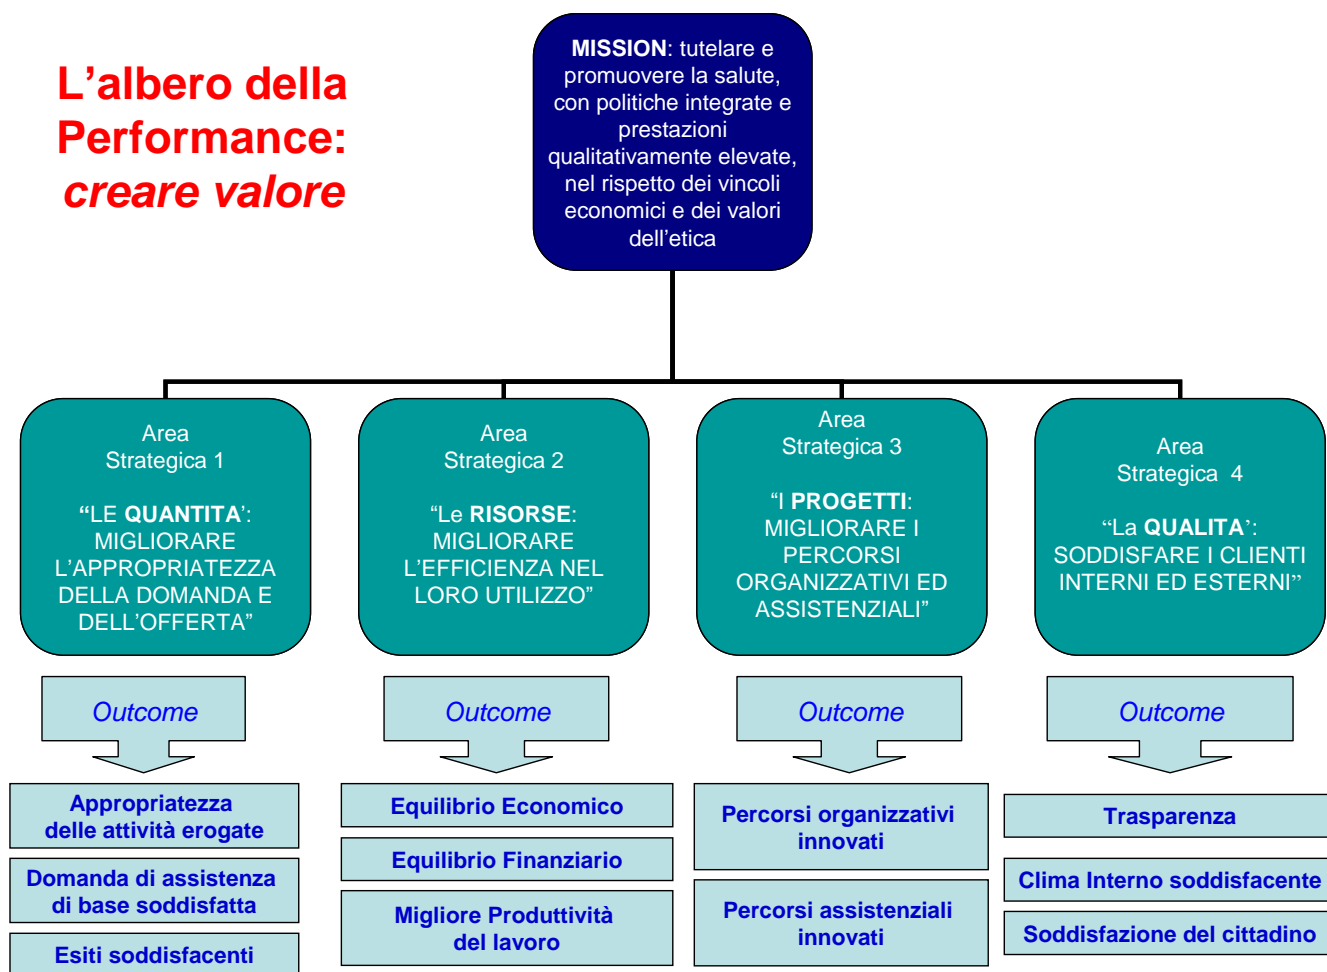 L’albero della
Performance:
creare valore
MISSION: tutelare e
promuovere la salute,
con politiche integrate e
prestazioni
qualitativamente elevate,
nel rispetto dei vincoli
economici e dei valori
dell’etica
Area
Strategica 1
“LE QUANTITA’:
MIGLIORARE
L’APPROPRIATEZZA
DELLA DOMANDA E
DELL’OFFERTA”
Area
Strategica 2
“Le RISORSE:
MIGLIORARE
L’EFFICIENZA NEL
LORO UTILIZZO”
Area
Strategica 3
“I PROGETTI:
MIGLIORARE I
PERCORSI
ORGANIZZATIVI ED
ASSISTENZIALI”
Area
Strategica 4
“La QUALITA’:
SODDISFARE I CLIENTI
INTERNI ED ESTERNI”
Outcome
Outcome
Outcome
Outcome
Appropriatezza
delle attività erogate
Domanda di assistenza
di base soddisfatta
Esiti soddisfacenti
Equilibrio Economico
Equilibrio Finanziario
Migliore Produttività
del lavoro
Percorsi organizzativi
innovati
Percorsi assistenziali
innovati
Trasparenza
Clima Interno soddisfacente
Soddisfazione del cittadino